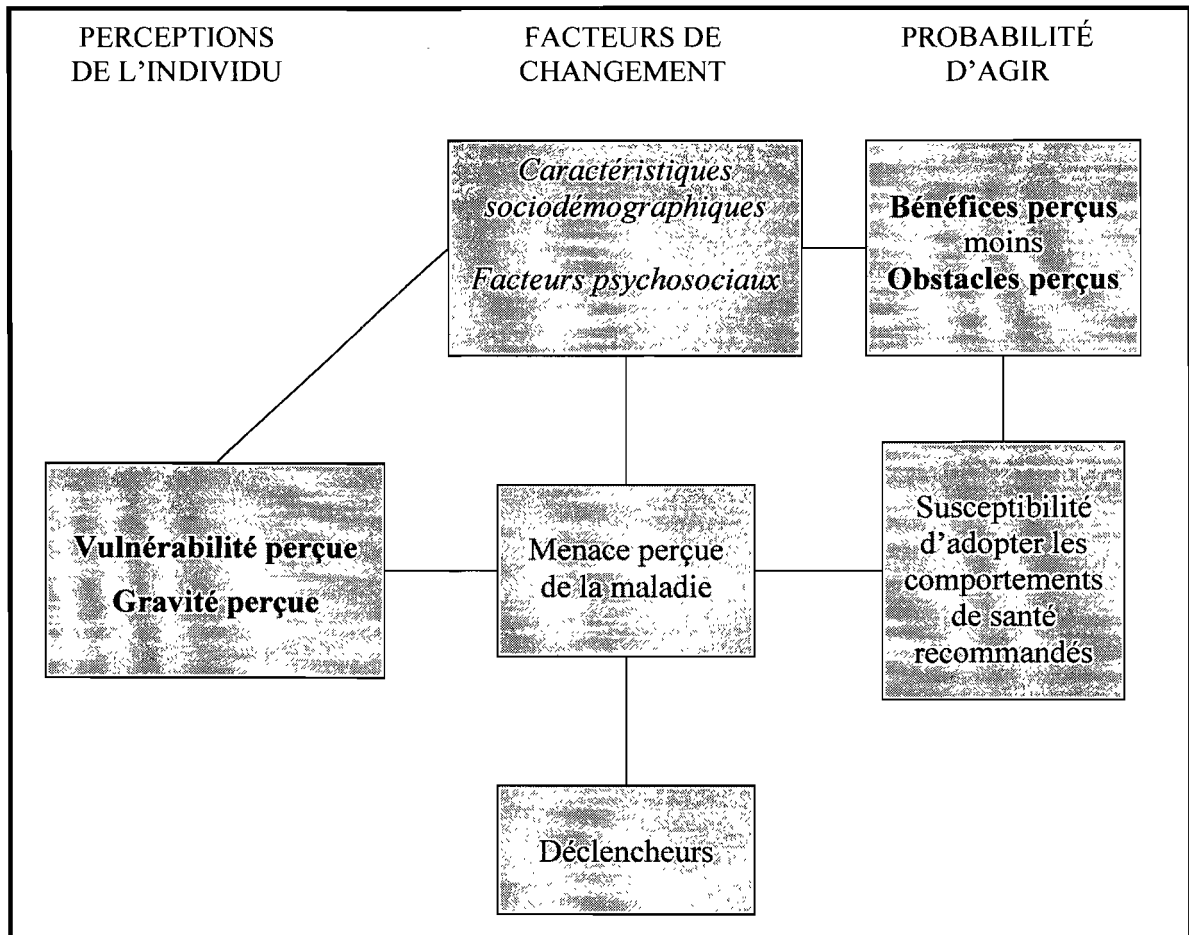 PERCEPTIONS
DE L'INDIVIDU
FACTEURS DE
CHANGEMENT
PROBABILITÉ
D'AGIR
Caractéristiques
sociodémographiques
Facteurs psychosociaux
Bénéfices perçus
moins
Obstacles perçus
Vulnérabilité perçue
Gravité perçue
Menace perçue
de la maladie
Susceptibilité
d'adopter les
comportements
de santé
recommandés
Déclencheurs